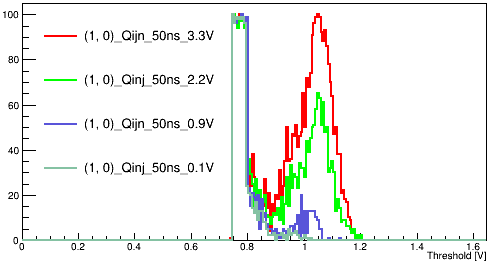 100
(1, 0)_Qijn_50ns_3.3V
80
(1, 0)_Qinj_50ns_2.2V
60
(1, 0)_Qijn_50ns_0.9V
40
(1, 0)_Qinj_50ns_0.1V
20
0
0 0.2 0.4 0.6 0.8 1 1.2 1.4 1.6
Threshold [V]